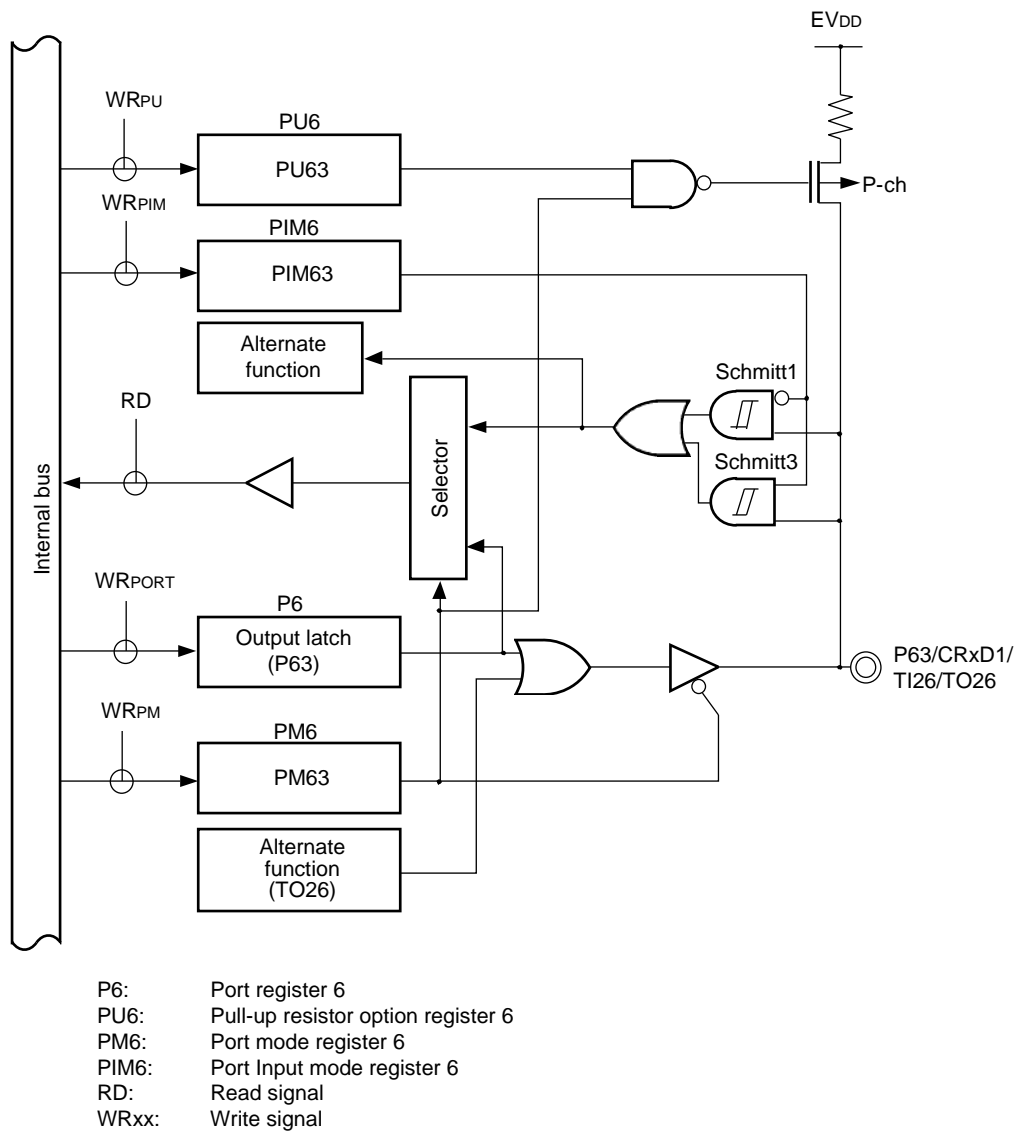 EVDD
WRPU
PU6
PU63
P-ch
WRPIM
PIM6
PIM63
Alternate
function
Schmitt1
RD
Selector
Schmitt3
Internal bus
WRPORT
P6
Output latch
(P63)
P63/CRxD1/
TI26/TO26
WRPM
PM6
PM63
Alternate
function
(TO26)
P6: Port register 6
PU6: Pull-up resistor option register 6
PM6: Port mode register 6
PIM6: Port Input mode register 6
RD: Read signal
WRxx: Write signal